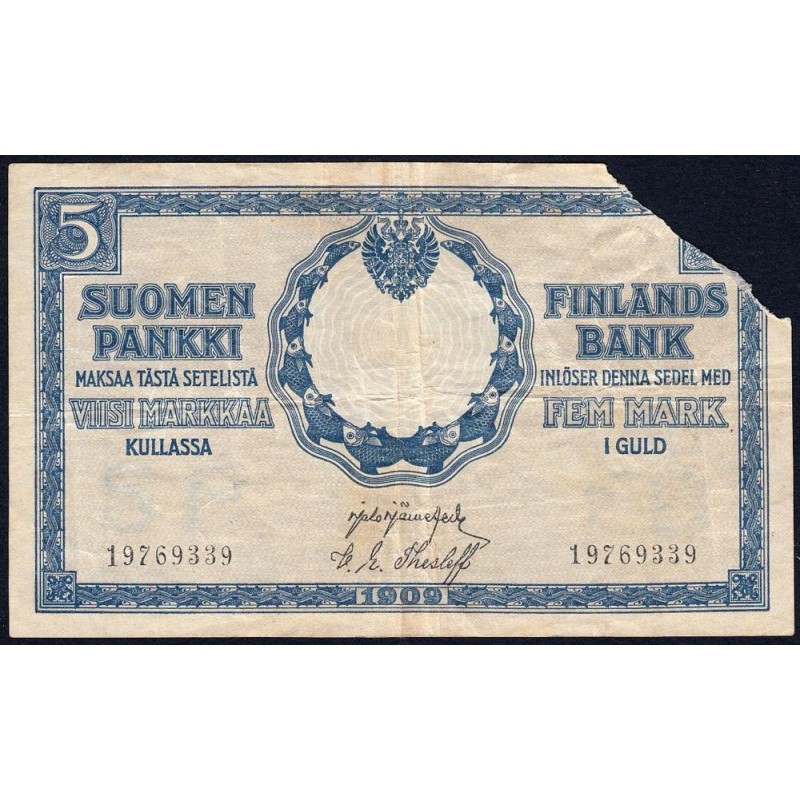 5
SUOMEN
PANKKI
MAKSAA TÄSTÄ SETELISTÄ
VIISI MARKKAA
KULLASSA
FINLANDS
BANK
INLÖSER DENNA SEDEL MED
FEM MARK
I GULD
19769339
19769339
1909